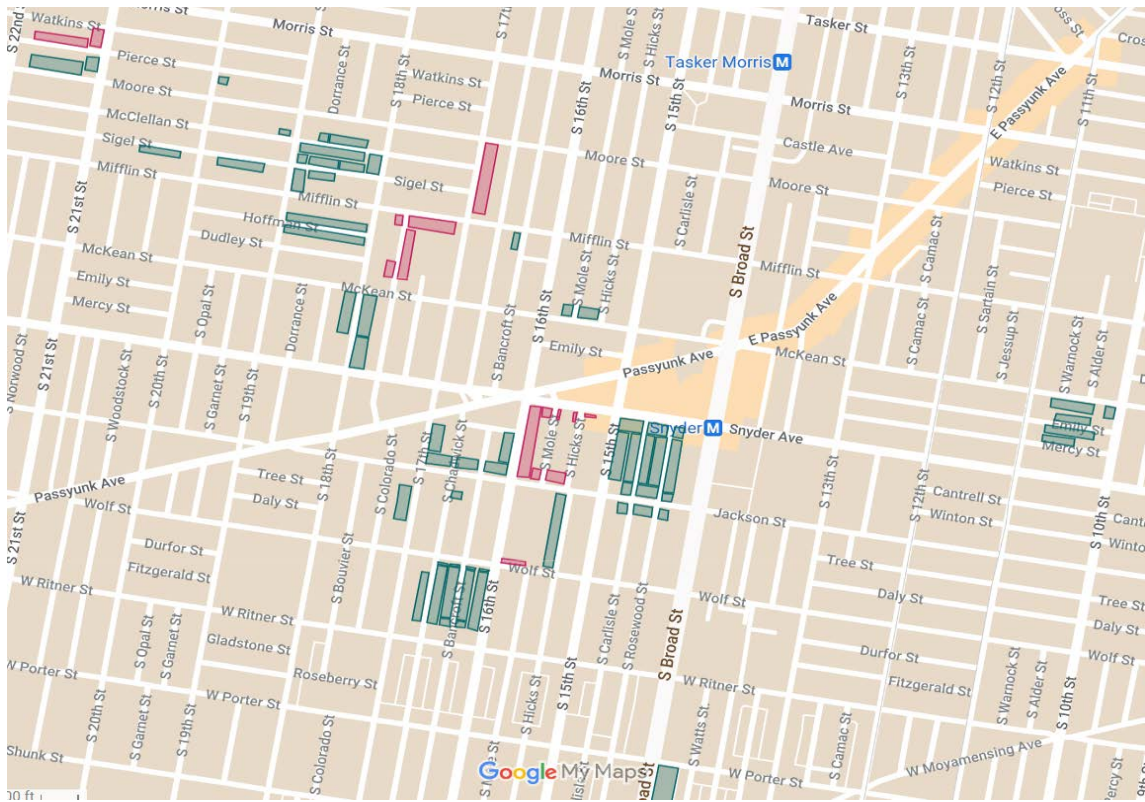 Watkins St
Morris St
S 17th
S Mole St
S Hicks St
Tasker St
Cross St
Cros
S 22nd
Morris St
Pierce St
Dorrance St
S 18th St
Watkins St
S 16th St
S 15th St
Tasker Morris
M
S 13th St
S 12th St
E Passyunk Ave
S 11th St
Moore St
Pierce St
Morris St
Morris St
McClellan St
Castle Ave
Sigel St
Moore St
Watkins St
Mifflin St
Sigel St
Moore St
Pierce St
S 21st St
Mifflin St
S Carlisle St
Hoffman St
Mifflin St
S Broad St
Mifflin St
S Camac St
Dudley St
McKean St
McKean St
S Mole St
S Hicks St
Emily St
S Opal St
Dorrance St
S Bancroft St
S 16th St
E Passyunk Ave
S Camac St
S Sartain St
S Jessup St
S Warnock St
S Alder St
Mercy St
Emily St
Passyunk Ave
McKean St
S Norwood St
S 21st St
S Woodstock St
S 20th St
S Garnet St
S 19th St
Snyder
M
Snyder Ave
Emily St
Mercy St
S Mole St
S Hicks St
S 15th St
S 17th St
S Chadwick St
S Colorado St
S 18th St
Tree St
Passyunk Ave
Daly St
S 13th St
S 12th St
Cantrell St
Wolf St
Jackson St
Winton St
S 10th St
Cant
Winto
S 21st St
Durfor St
Fitzgerald St
S Bouvier St
Wolf St
Tree St
W Ritner St
W Ritner St
S Bancroft St
S 16th St
S Carlisle St
S Rosewood St
Wolf St
Daly St
Tree St
Daly St
S Opal St
S Garnet St
Gladstone St
S Broad St
Durfor St
Wolf St
W Porter St
Roseberry St
S 15th St
W Ritner St
Fitzgerald St
S Warnock St
S Alder St
S 10th St
S 20th St
S Garnet St
S 19th St
W Porter St
S Colorado St
S Hicks St
S Watts St.
S Camac St
W Moyamensing Ave
Shunk St
Google My Maps
W Porter St